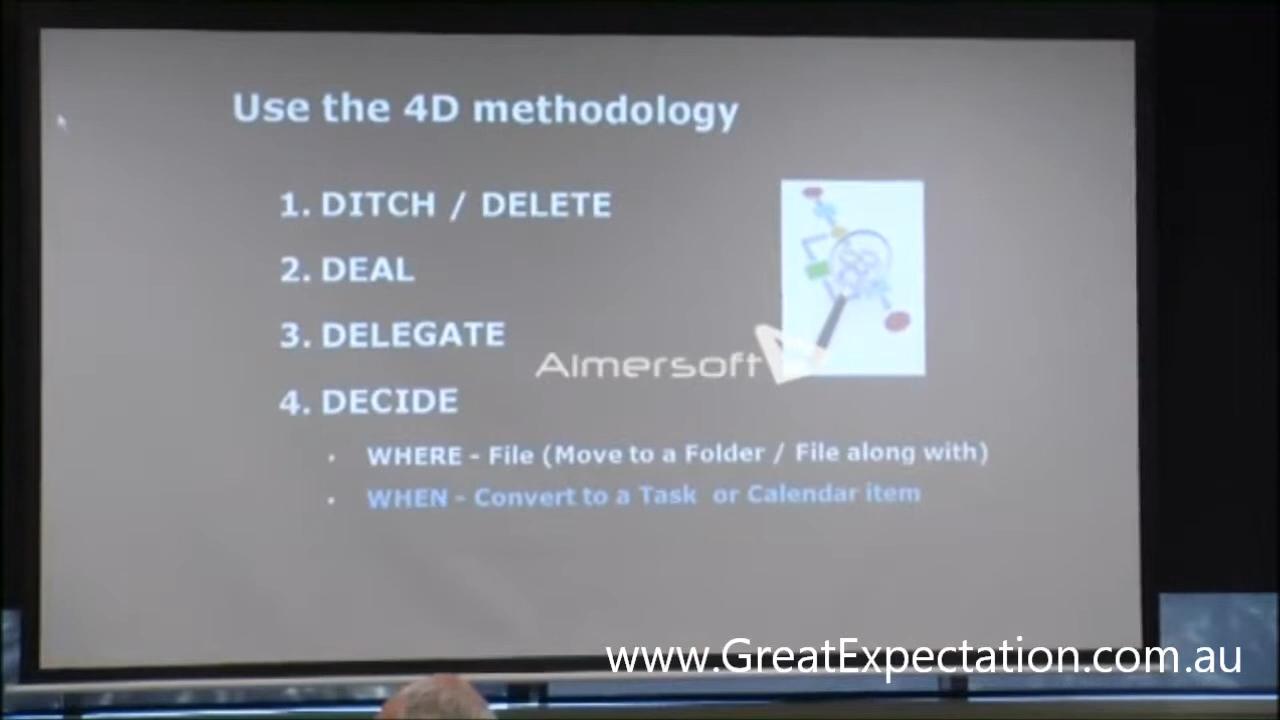 Use the 4D methodology
1. DITCH / DELETE
2. DEAL
3. DELEGATE
Aimersoft
4. DECIDE
• WHERE - File (Move to a Folder / File along with)
• WHEN - Convert to a Task or Calendar item
www.GreatExpectation.com.au